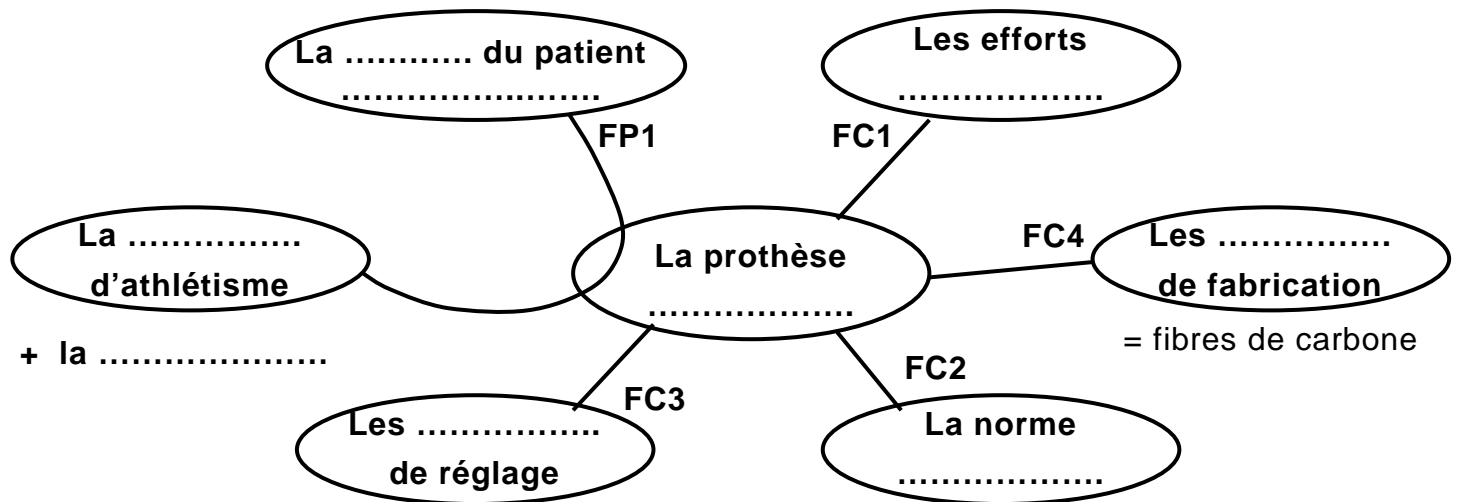 La ………… du patient
……………………
FP1
Les efforts
……………….
FC1
La …………….
d'athlétisme
+ la …………………
La prothèse
……………….
FC4
Les …………….
de fabrication
= fibres de carbone
FC3
Les ……………..
de réglage
FC2
La norme
……………….